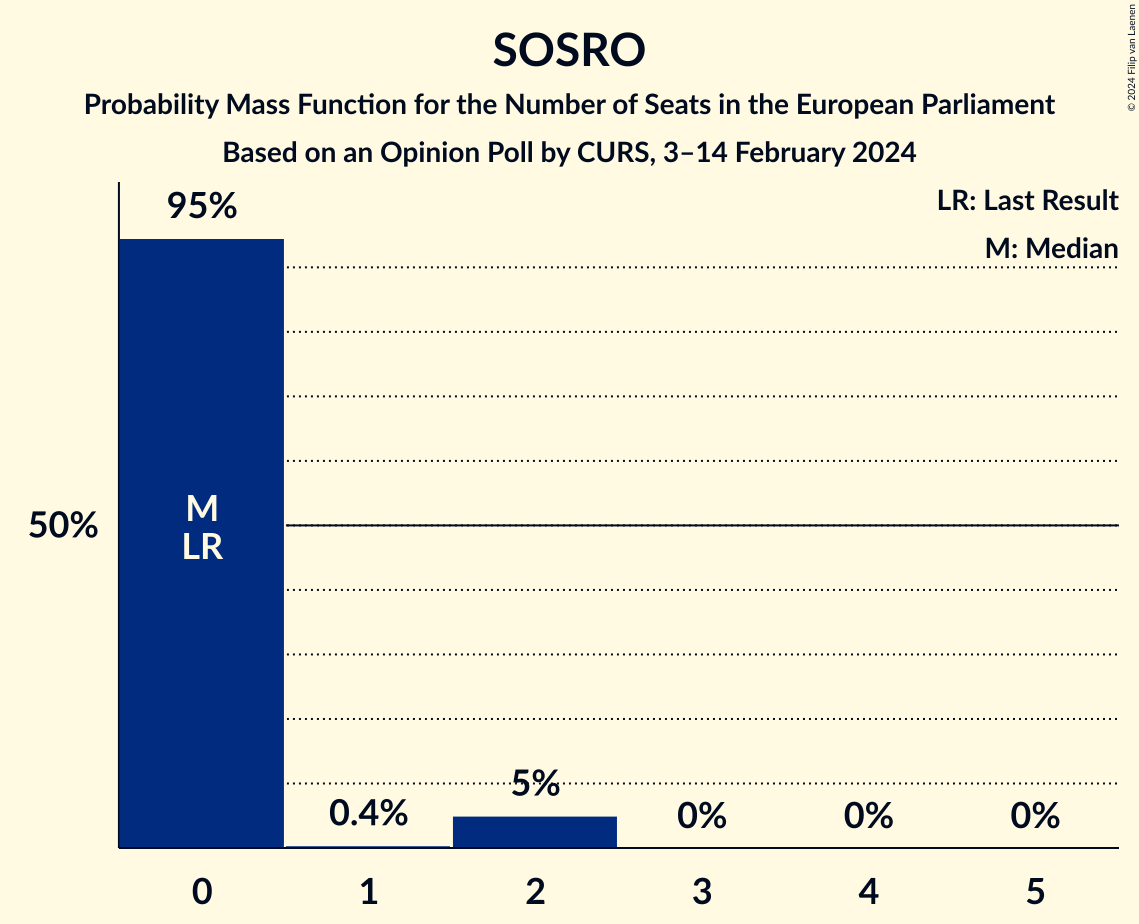 SOSRO
Probability Mass Function for the Number of Seats in the European Parliament
Based on an Opinion Poll by CURS, 3–14 February 2024
© 2024 Filip van Laenen
LR: Last Result
M: Median
95%
50%
M
LR
0.4%
5%
0%
0%
0%
0
1
2
3
4
5